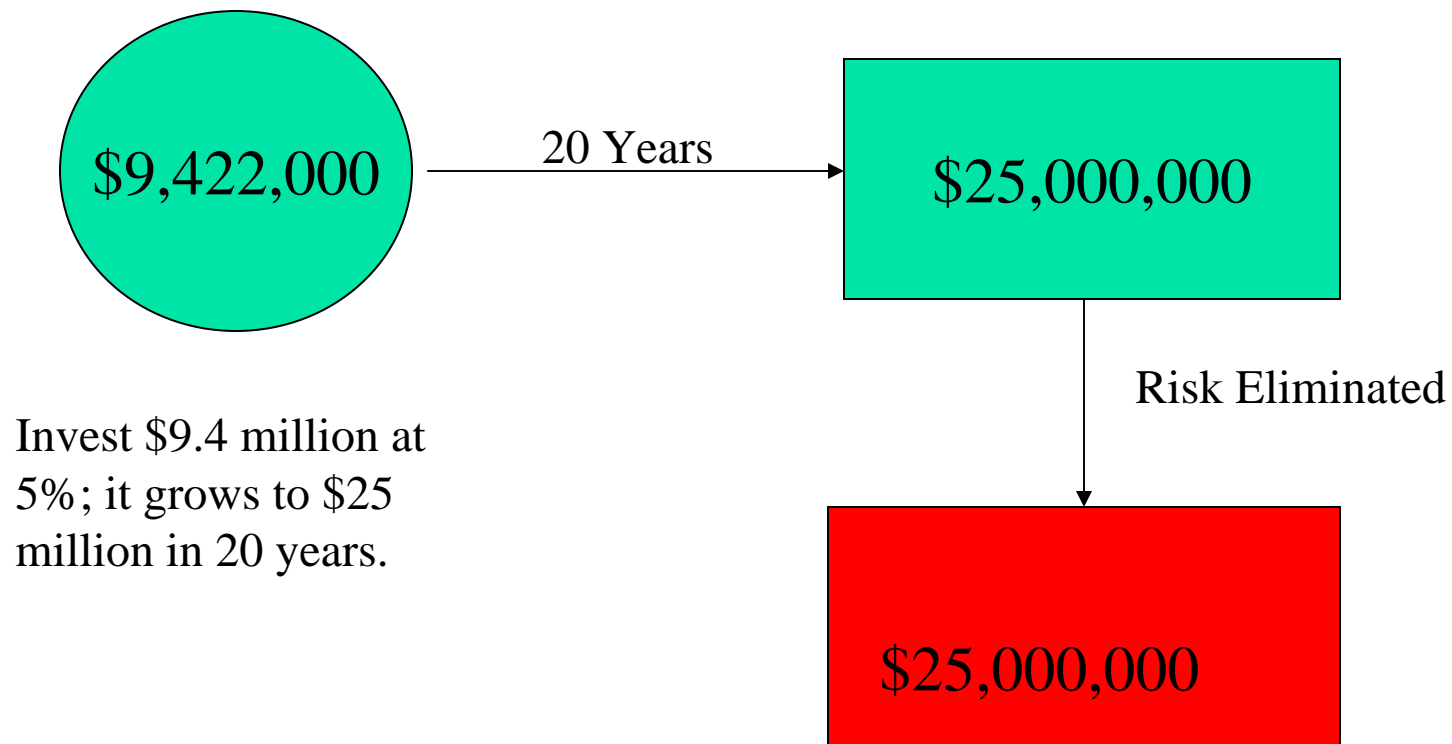 $9,422,000
20 Years
$25,000,000
Risk Eliminated
Invest $9.4 million at
5%; it grows to $25
million in 20 years.
$25,000,000